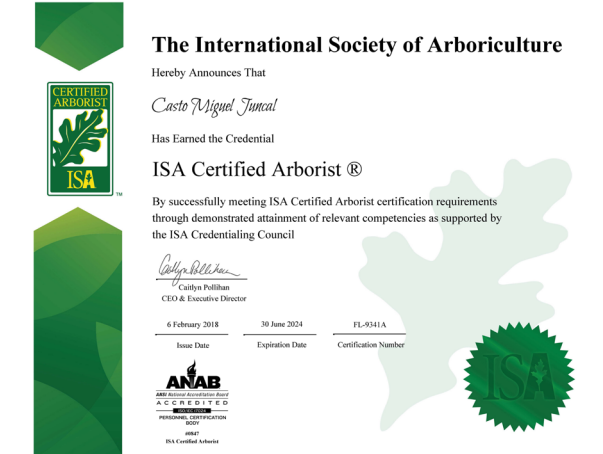 The International Society of Arboriculture
Hereby Announces That
CERTIFIED
ARBORIST
ISA
TM
Casto Miguel Juncal
Has Earned the Credential
ISA Certified Arborist ®
By successfully meeting ISA Certified Arborist certification requirements
through demonstrated attainment of relevant competencies as supported by
the ISA Credentialing Council
Caitlyn Pollihan
Caitlyn Pollihan
CEO & Executive Director
6 February 2018
30 June 2024
FL-9341A
Issue Date
Expiration Date
Certification Number
ISA
ANAB
ANSI National Accreditation Board
ACCREDITED
ISO/IEC 17024
PERSONNEL CERTIFICATION
BODY
#0847
ISA Certified Arborist